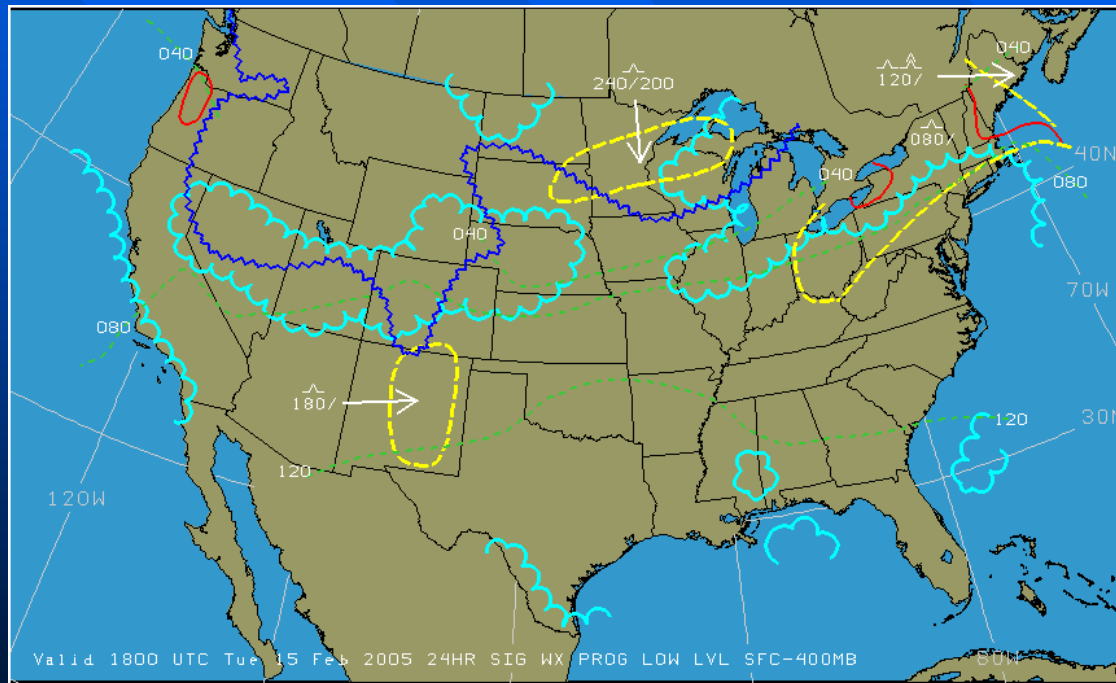 040
040
240/200
120/
080/
40N
040
080
040
70W
080
180/
120
30N
120
120W
Valid 1800 UTC Tue 15 Feb 2005 24HR SIG WX PROG LOW LVL SFC-400MB
80W